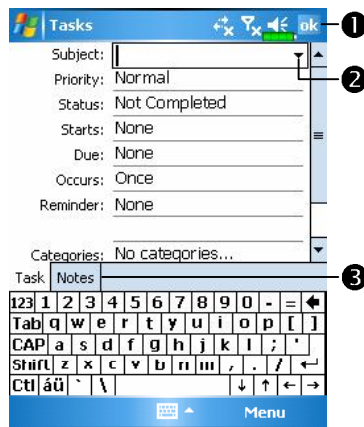 Tasks ok 1
Subject:
2
Priority: Normal
Status: Not Completed
Starts: None
Due: None
Occurs: Once
Reminder: None
Categories: No categories...
Task Notes 3
123 1 2 3 4 5 6 7 8 9 0 - =
Tab q w e r t y u i o p [ ]
CAP a s d f g h j k l ; '
Shift z x c v b n m , . /
Ctl áü ` \
Menu